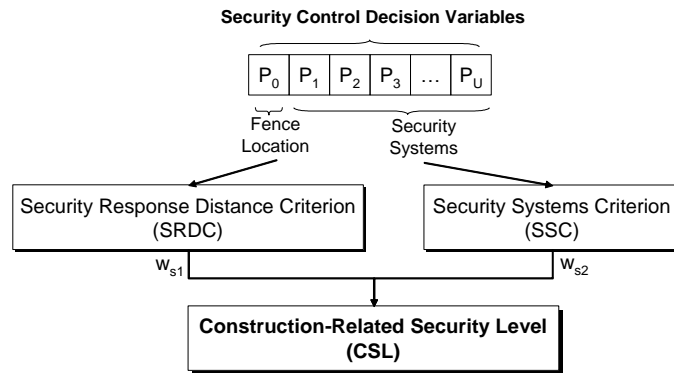 Security Control Decision Variables
P0 P1 P2 P3 … PU
Fence Location
Security Systems
Security Response Distance Criterion
(SRDC)
Security Systems Criterion
(SSC)
ws1
ws2
Construction-Related Security Level
(CSL)